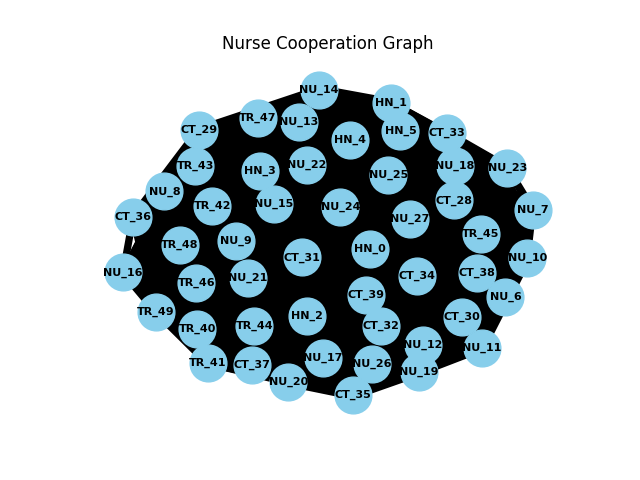 Nurse Cooperation Graph
NU_14
HN_1
TR_47
NU_13
CT_29
HN_5
CT_33
HN_4
TR_43
NU_22
NU_18
NU_23
HN_3
NU_25
NU_8
CT_28
NU_15
TR_42
NU_24
NU_7
CT_36
NU_27
TR_45
NU_9
TR_48
HN_0
CT_31
NU_10
NU_16
CT_38
CT_34
NU_21
TR_46
CT_39
NU_6
TR_49
HN_2
CT_30
TR_44
CT_32
TR_40
NU_12
NU_11
NU_17
TR_41
CT_37
NU_26
NU_19
NU_20
CT_35